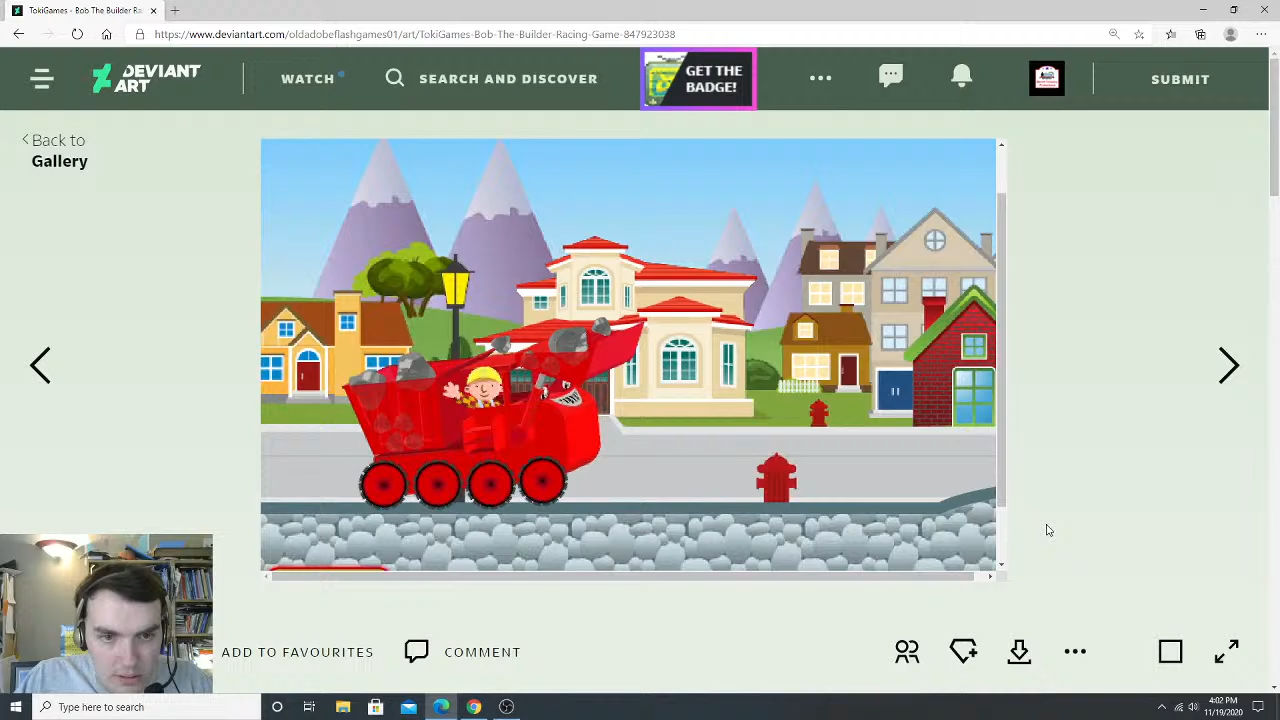 TokiGames - Bob The Builder Ra
https://www.deviantart.com/oldadobeflashgames01/art/TokiGames-Bob-The-Builder-Racing-Game-847923038
DEVIANT
ART
WATCH
SEARCH AND DISCOVER
GET THE
BADGE!
SUBMIT
Back to
Gallery
ADD TO FAVOURITES
COMMENT
Type here to search
4:02 PM
11/19/2020